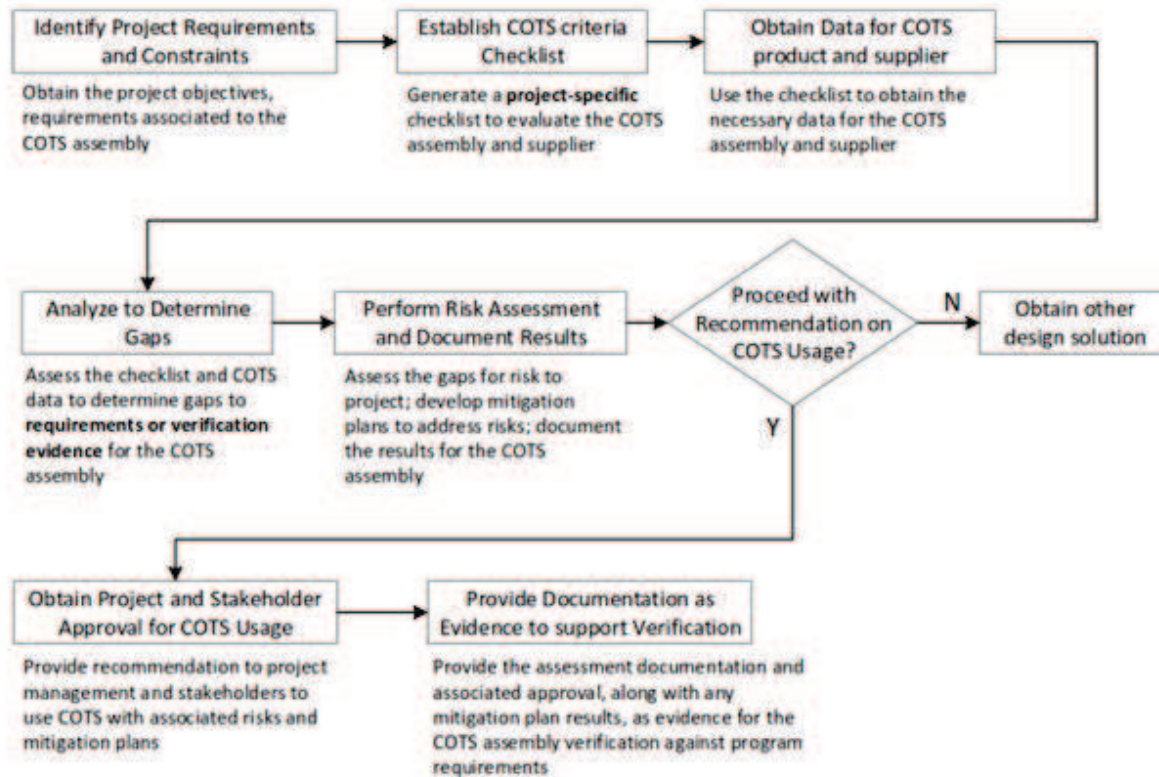 Identify Project Requirements
and Constraints
Obtain the project objectives,
requirements associated to the
COTS assembly
Establish COTS criteria
Checklist
Generate a project-specific
checklist to evaluate the COTS
assembly and supplier
Obtain Data for COTS
product and supplier
Use the checklist to obtain the
necessary data for the COTS
assembly and supplier
Analyze to Determine
Gaps
Assess the checklist and COTS
data to determine gaps to
requirements or verification
evidence for the COTS
assembly
Perform Risk Assessment
and Document Results
Assess the gaps for risk to
project; develop mitigation
plans to address risks; document
the results for the COTS
assembly
Proceed with
Recommendation on
COTS Usage?
N
Obtain other
design solution
Y
Obtain Project and Stakeholder
Approval for COTS Usage
Provide recommendation to project
management and stakeholders to
use COTS with associated risks and
mitigation plans
Provide Documentation as
Evidence to support Verification
Provide the assessment documentation and
associated approval, along with any
mitigation plan results, as evidence for the
COTS assembly verification against program
requirements